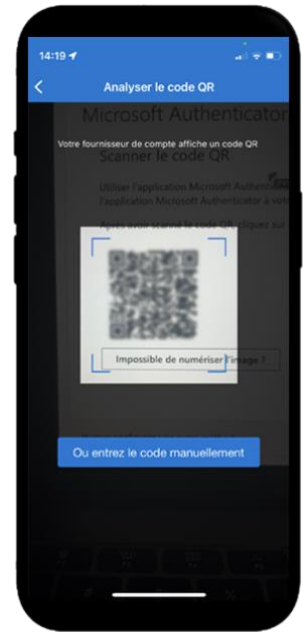 14:19
Analyser le code QR
Microsoft Authenticator
Votre fournisseur de compte affiche un code QR
Scanner le code QR
Utiliser l'application Microsoft
l'application Microsoft Authenticator à
Après avoir scanné le code QR, cliquez sur
Impossible de numériser l'image ?
Ou entrez le code manuellement